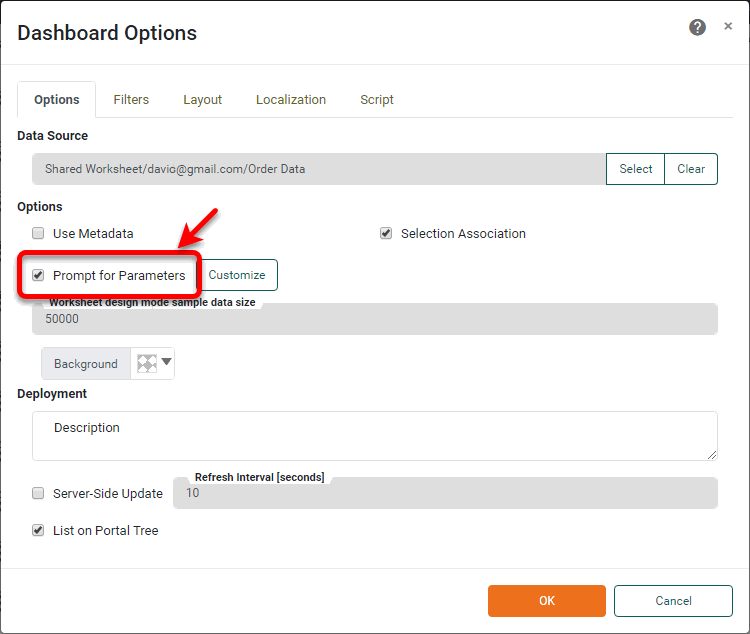 Dashboard Options
Options Filters Layout Localization Script
Data Source
Shared Worksheet/davic@gmail.com/Order Data Select Clear
Options
Use Metadata Selection Association
Prompt for Parameters Customize
Worksheet design mode sample data size
50000
Background
Deployment
Description
Refresh Interval [seconds]
Server-Side Update 10
List on Portal Tree
OK Cancel